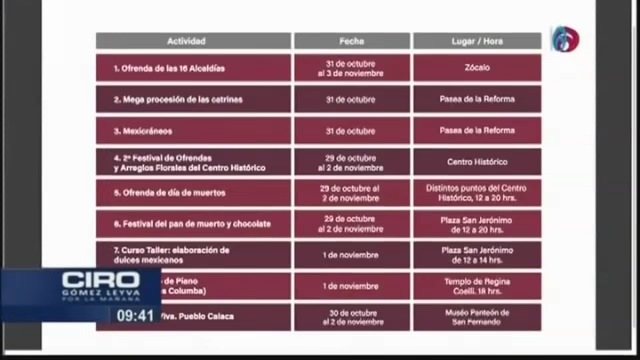 Actividad Fecha Lugar / Hora
1. Ofrenda de las 16 Alcaldías
31 de octubre
al 3 de noviembre
Zócalo
2. Mega procesión de las catrinas
31 de octubre
Pasea de la Reforma
3. Mexicráneos
31 de octubre
Pasea de la Reforma
4. 2º Festival de Ofrendas
y Arreglos Florales del Centro Histórico
29 de octubre
al 2 de noviembre
Centro Histórico
5. Ofrenda de día de muertos
29 de octubre al
2 de noviembre
Distintos puntos del Centro
Histórico, 12 a 20 hrs.
6. Festival del pan de muerto y chocolate
29 de octubre
al 2 de noviembre
Plaza San Jerónimo
de 12 a 20 hrs.
7. Curso Taller: elaboración de
dulces mexicanos
1 de noviembre
Plaza San Jerónimo
de 12 a 14 hrs.
de Piano
Columba)
1 de noviembre
Templo de Regina
Coelli. 18 hrs.
Viva. Pueblo Calaca
30 de octubre
al 2 de noviembre
Museo Panteón de
San Fernando
CIRO
GÓMEZ LEYVA
POR LA MAÑANA
09:41